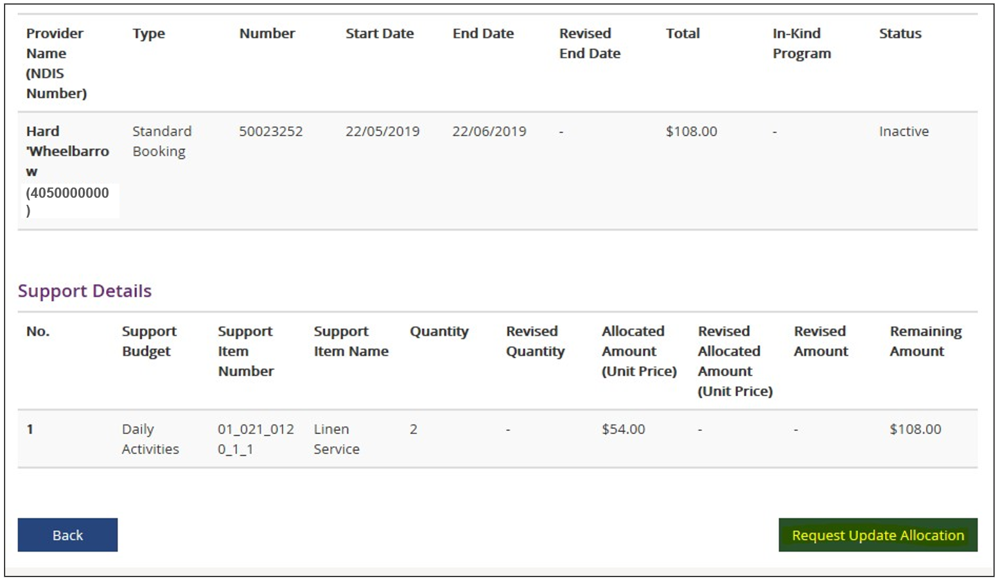 Provider Type Number Start Date End Date Revised Total In-Kind Status
Name End Date Program
(NDIS
Number)
Hard Standard 50023252 22/05/2019 22/06/2019 - $108.00 - Inactive
'Wheelbarro Booking
w
(4050000000
)
Support Details
No. Support Support Support Quantity Revised Allocated Revised Revised Remaining
Budget Item Item Name Quantity Amount Allocated Amount Amount
Number (Unit Price) Amount
(Unit Price)
1 Daily 01_021_012 Linen 2 - $54.00 - - $108.00
Activities 0_1_1 Service
Back Request Update Allocation